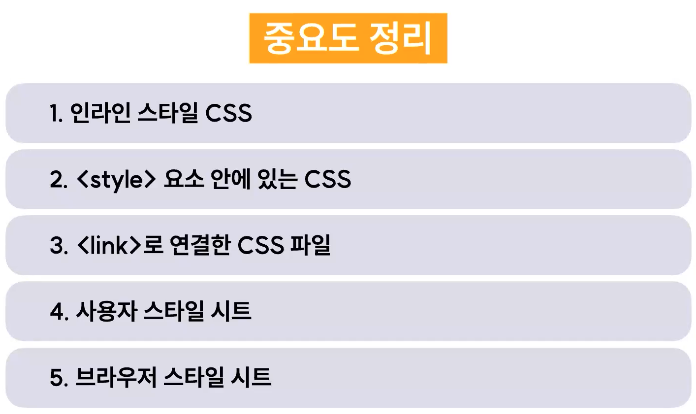 중요도 정리
1. 인라인 스타일 CSS
2. <style> 요소 안에 있는 CSS
3. <link>로 연결한 CSS 파일
4. 사용자 스타일 시트
5. 브라우저 스타일 시트